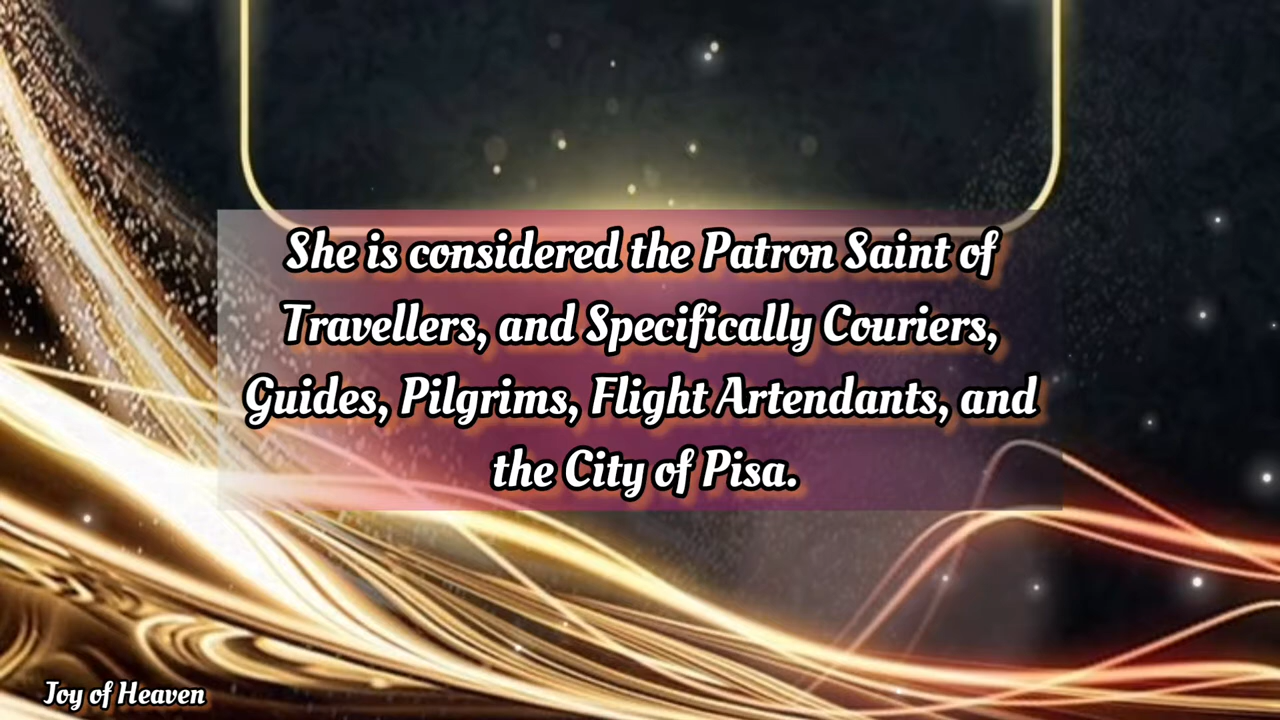 She is considered the Patron Saint of
Travellers, and Specifically Couriers,
Guides, Pilgrims, Flight Artendants, and
the City of Pisa.
Joy of Heaven